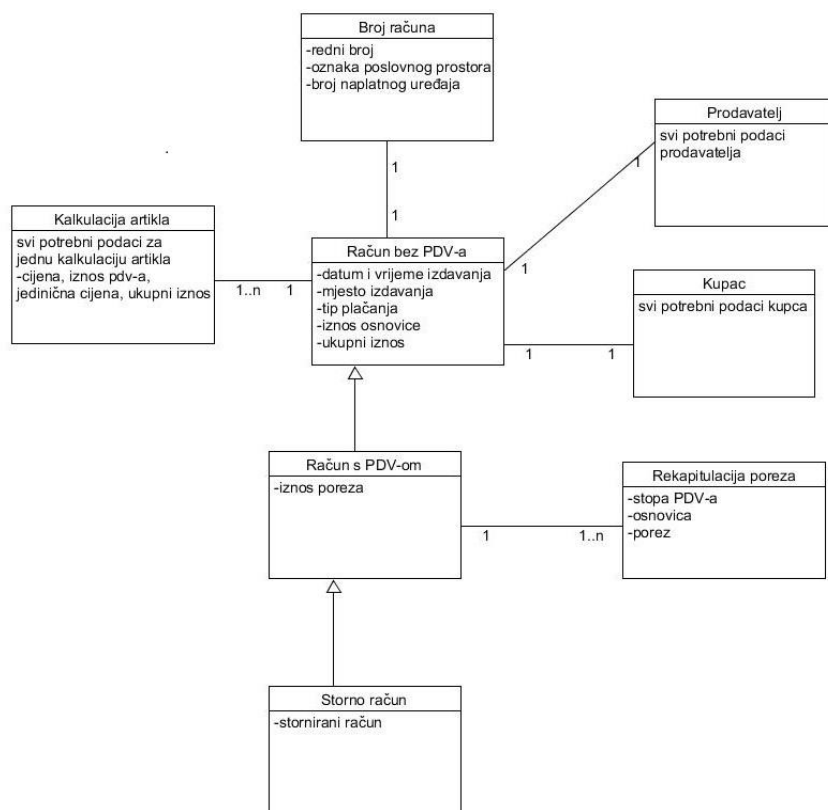 Broj računa
-redni broj
-oznaka poslovnog prostora
-broj naplatnog uređaja
Prodavatelj
svi potrebni podaci
prodavatelja
1
1
1
1
Kalkulacija artikla
svi potrebni podaci za
jednu kalkulaciju artikla
-cijena, iznos pdv-a,
jedinična cijena, ukupni iznos
1..n
1
Račun bez PDV-a
-datum i vrijeme izdavanja
-mjesto izdavanja
-tip plačanja
-iznos osnovice
-ukupni iznos
Kupac
svi potrebni podaci kupca
1
1
Račun s PDV-om
-iznos poreza
1
1..n
Rekapitulacija poreza
-stopa PDV-a
-osnovica
-porez
Storno račun
-stornirani račun